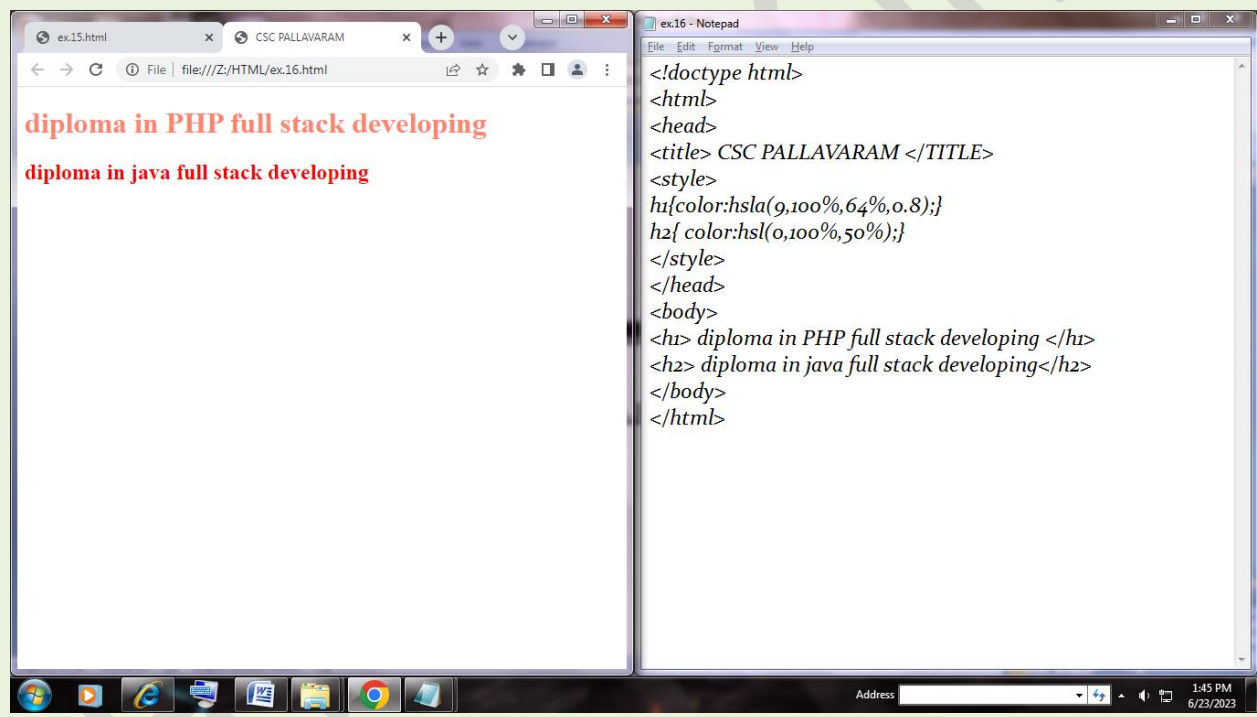 ex.15.html
CSC PALLAVARAM
File file:///Z:/HTML/ex.16.html
diploma in PHP full stack developing
diploma in java full stack developing
ex.16 - Notepad
File Edit Format View Help
<!doctype html>
<html>
<head>
<title> CSC PALLAVARAM </TITLE>
<style>
h1{color:hsla(9,100%,64%,0.8);}
h2{ color:hsl(0,100%,50%);}
</style>
</head>
<body>
<h1> diploma in PHP full stack developing </h1>
<h2> diploma in java full stack developing</h2>
</body>
</html>
Address
1:45 PM
6/23/2023